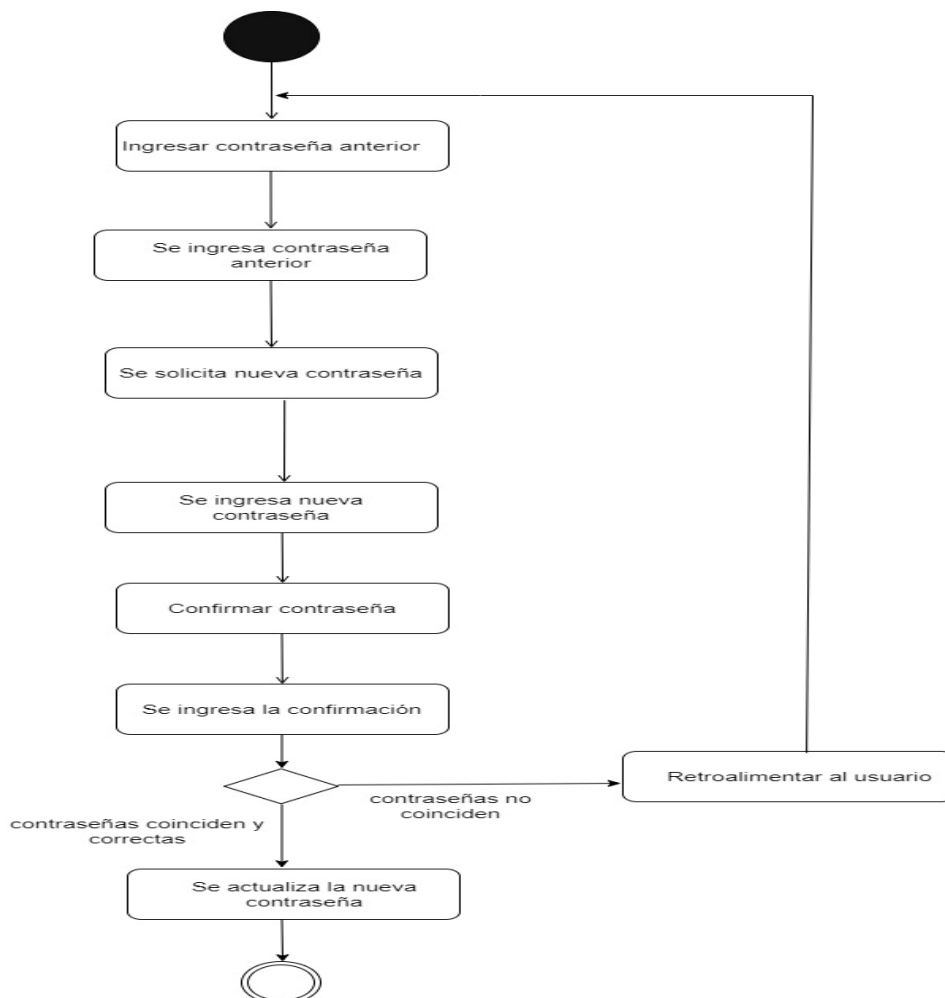 Ingresar contraseña anterior
Se ingresa contraseña
anterior
Se solicita nueva contraseña
Se ingresa nueva
contraseña
Confirmar contraseña
Se ingresa la confirmación
contraseñas no
coinciden
Retroalimentar al usuario
contraseñas coinciden y
correctas
Se actualiza la nueva
contraseña